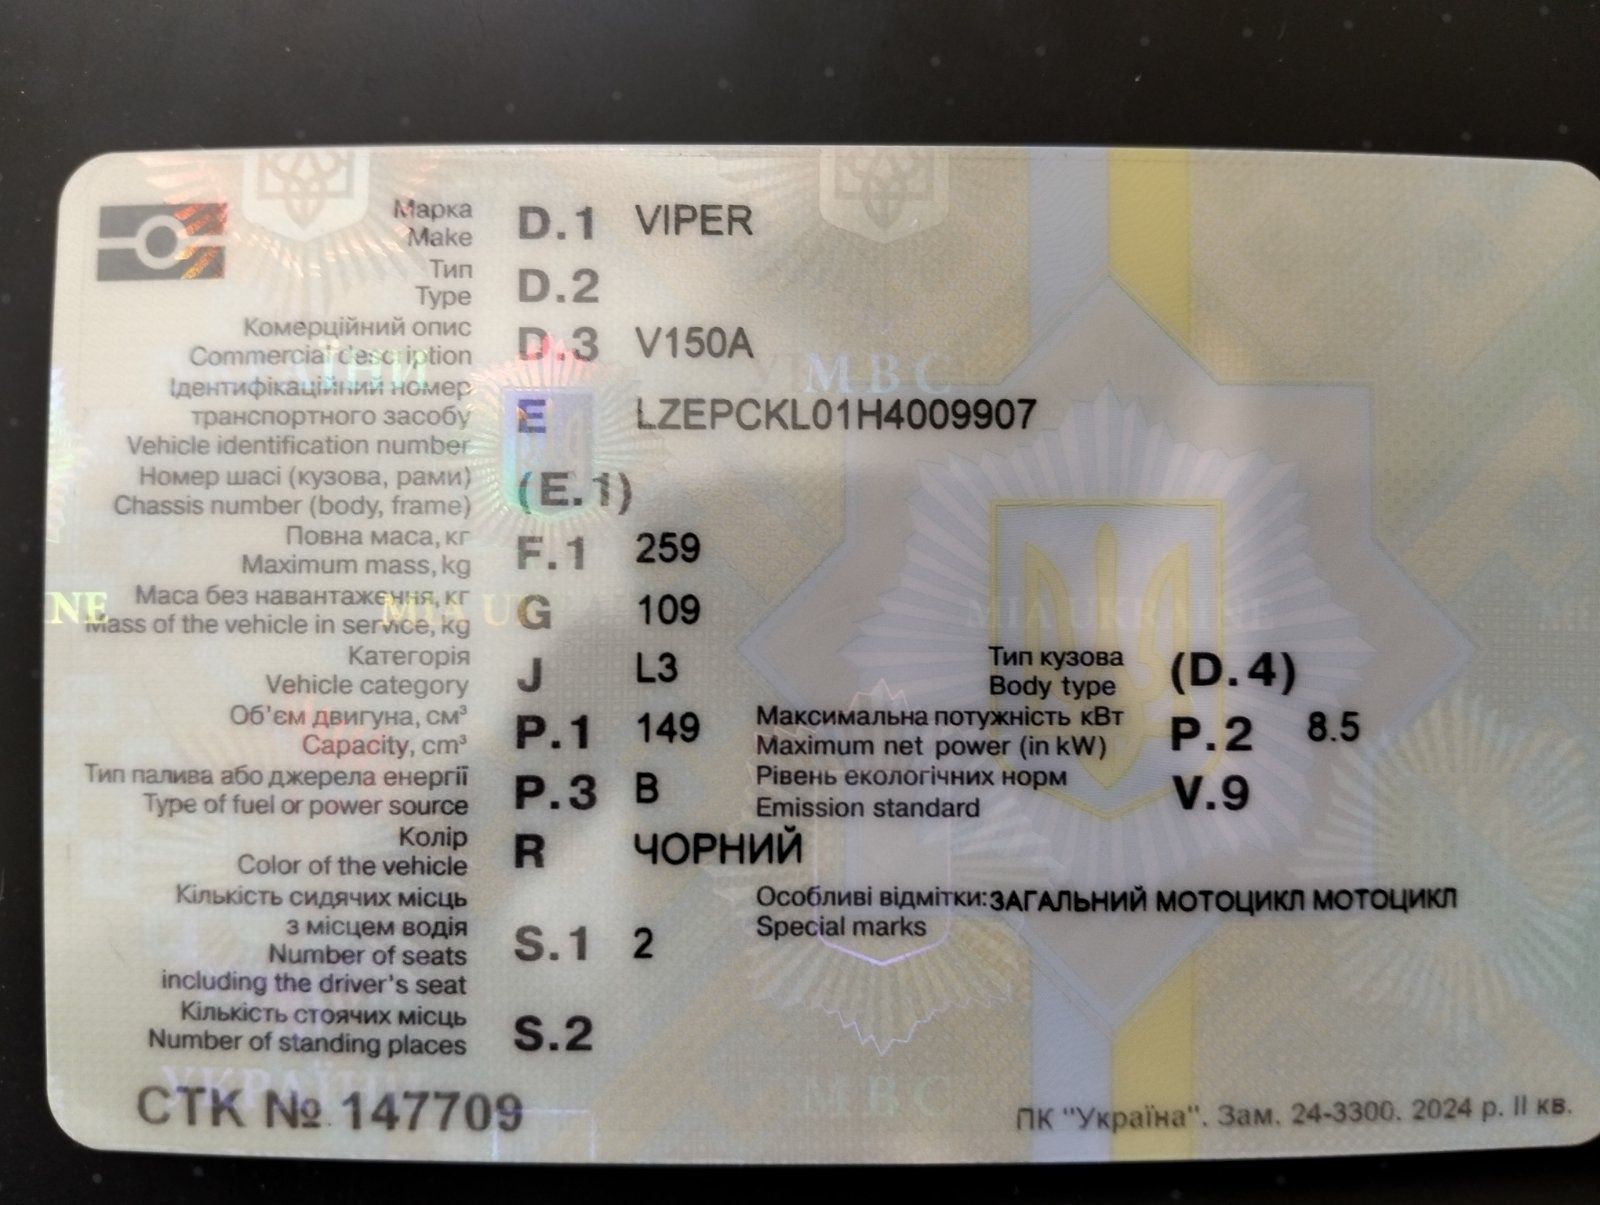 Марка
Make D.1 VIPER
Тип
Type D.2
Комерційний опис
Commercial description D.3 V150A
Ідентифікаційний номер
транспортного засобу
Vehicle identification number E LZEPCKL01H4009907
Номер шасі (кузова, рами)
Chassis number (body, frame) (E.1)
Повна маса, кг
Maximum mass, kg F.1 259
Маса без навантаження, кг
Mass of the vehicle in service, kg G 109
Категорія
Vehicle category J L3
Тип кузова
Body type (D.4)
Об'єм двигуна, см³
Capacity, cm³ P.1 149
Максимальна потужність кВт
Maximum net power (in kW) P.2 8.5
Тип палива або джерела енергії
Type of fuel or power source P.3 B
Рівень екологічних норм
Emission standard V.9
Колір
Color of the vehicle R ЧОРНИЙ
Кількість сидячих місць
з місцем водія
Number of seats
including the driver's seat S.1 2
Особливі відмітки: ЗАГАЛЬНИЙ МОТОЦИКЛ МОТОЦИКЛ
Special marks
Кількість стоячих місць
Number of standing places S.2
СТК № 147709
ПК "Україна". Зам. 24-3300. 2024 р. II кв.
МВС
MIA UKRAINE
NE
MIA U
УКРАЇНИ
МВС